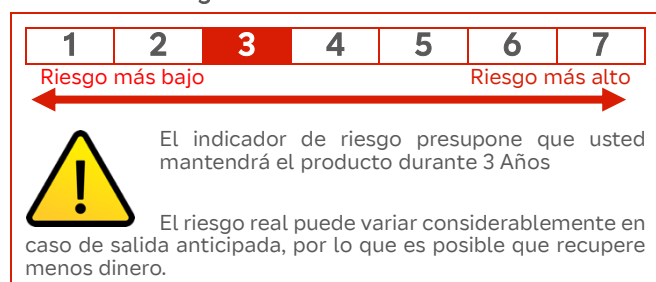 1 2 3 4 5 6 7
Riesgo más bajo Riesgo más alto
El indicador de riesgo presupone que usted
mantendrá el producto durante 3 Años
El riesgo real puede variar considerablemente en
caso de salida anticipada, por lo que es posible que recupere
menos dinero.